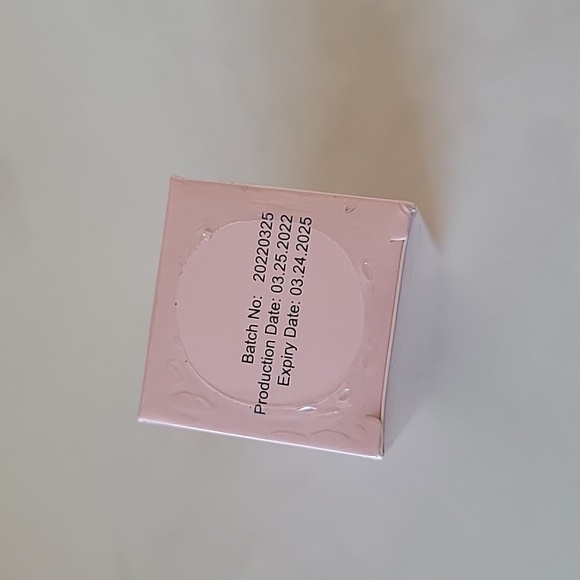 Batch No: 20220325
Production Date: 03.25.2022
Expiry Date: 03.24.2025